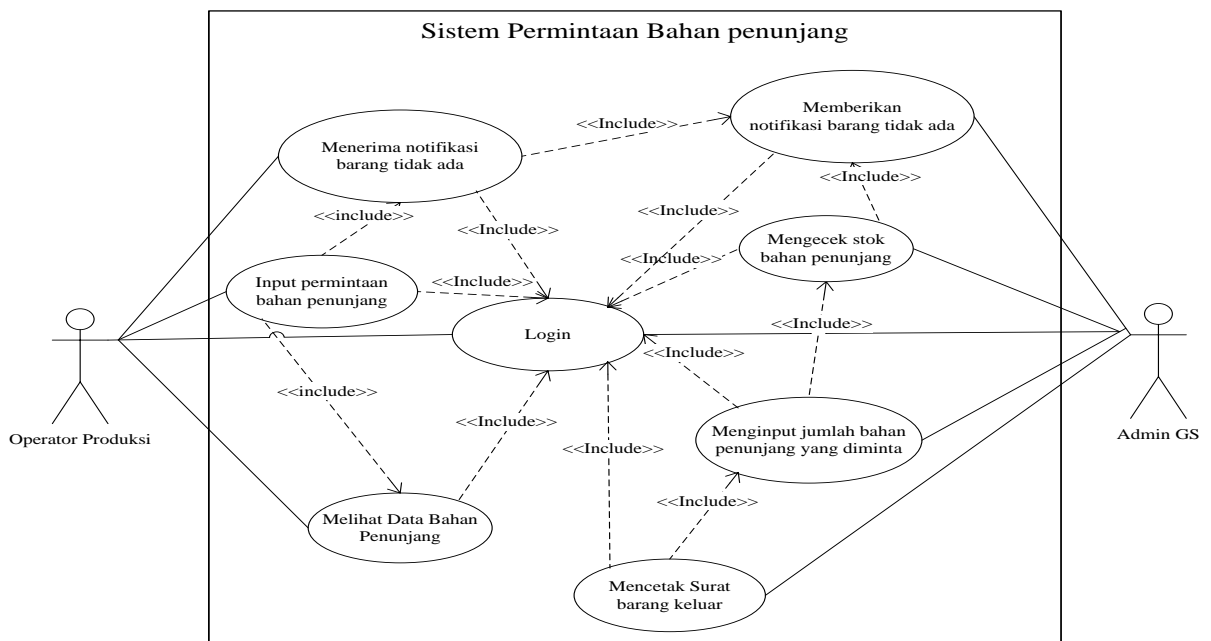 Sistem Permintaan Bahan penunjang
Memberikan
notifikasi barang tidak ada
<<Include>>
Menerima notifikasi
barang tidak ada
<<Include>>
<<include>>
<<Include>>
<<Include>>
Mengecek stok
bahan penunjang
<<Include>>
Input permintaan
bahan penunjang
<<Include>>
Login
<<Include>>
<<Include>>
<<include>>
<<Include>>
Operator Produksi
Admin GS
Menginput jumlah bahan
penunjang yang diminta
<<Include>>
<<Include>>
Melihat Data Bahan
Penunjang
Mencetak Surat
barang keluar